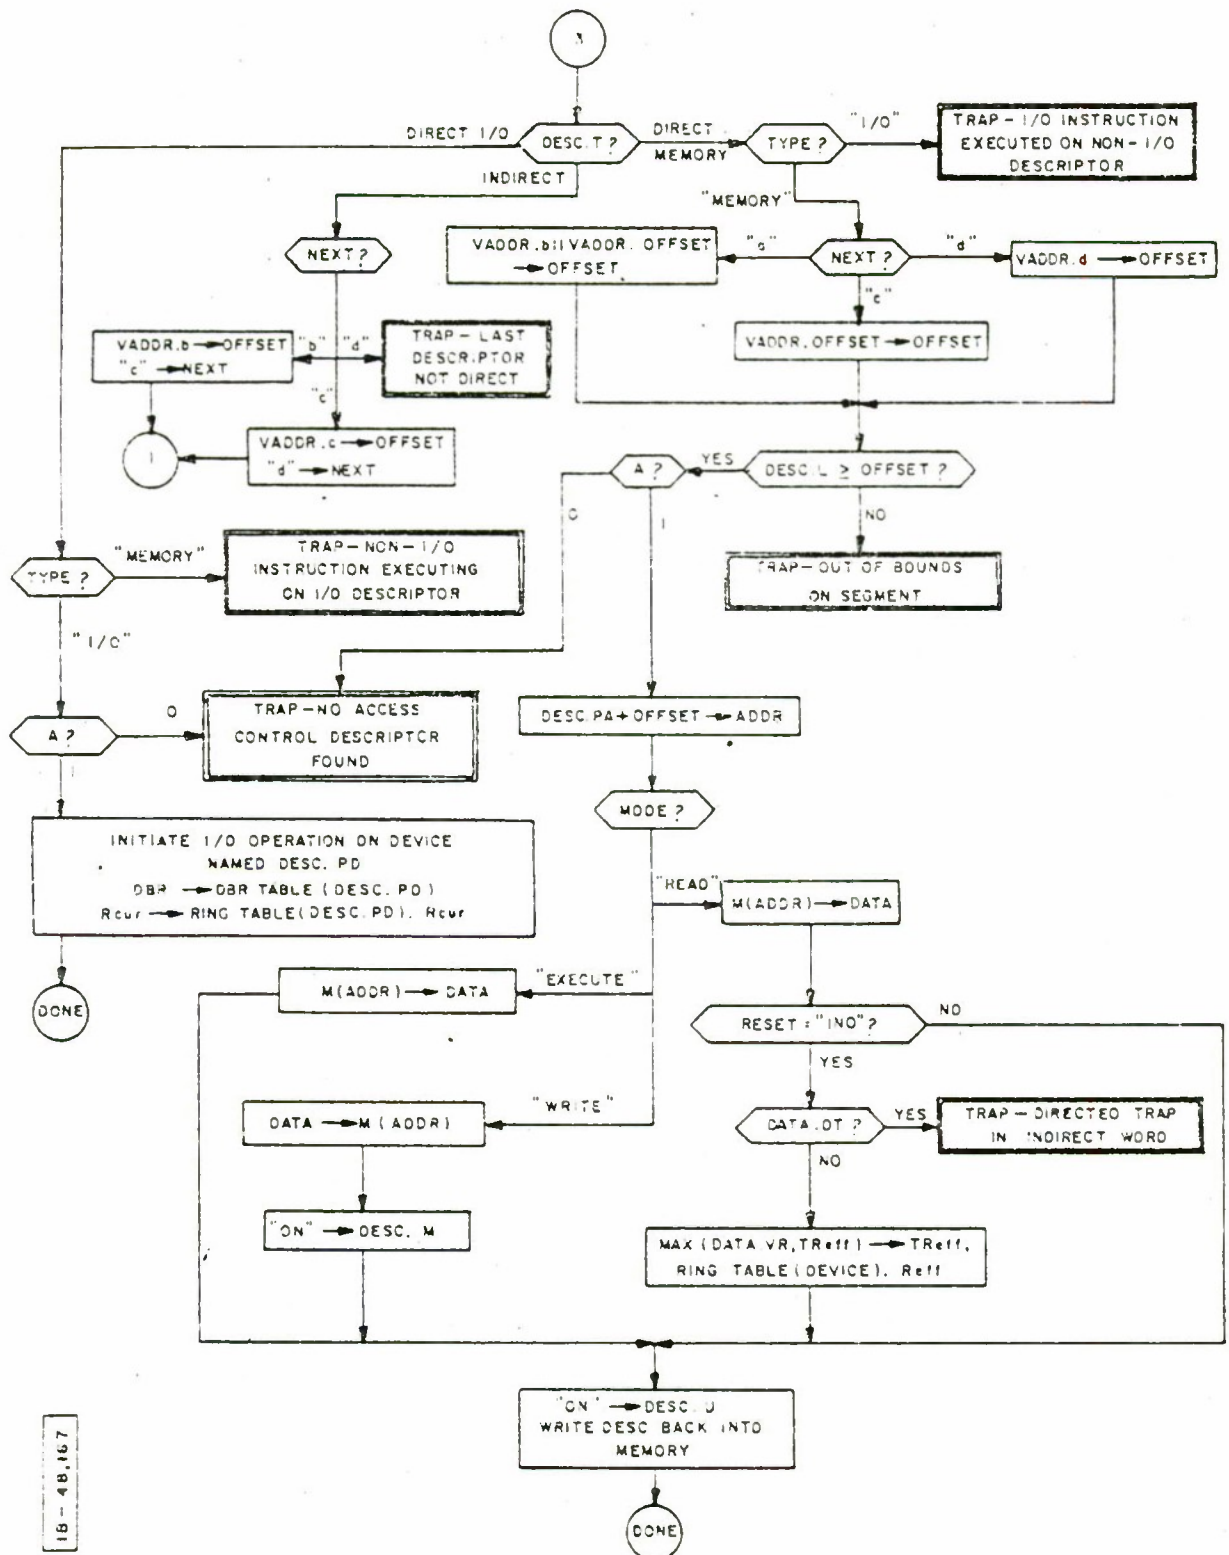 3
DIRECT I/O
DESC.T?
DIRECT
MEMORY
TYPE?
"I/O"
TRAP-I/O INSTRUCTION
EXECUTED ON NON-I/O
DESCRIPTOR
INDIRECT
"MEMORY"
NEXT?
VADDR.b||VADDR. OFFSET
→ OFFSET
"a"
NEXT?
"d"
VADDR.d → OFFSET
"c"
VADDR.OFFSET → OFFSET
VADDR.b → OFFSET
"c" → NEXT
"b"
"d"
TRAP-LAST
DESCRIPTOR
NOT DIRECT
"c"
1
VADDR.c → OFFSET
"d" → NEXT
A?
YES
DESC.L ≥ OFFSET?
0
1
NO
TRAP-OUT OF BOUNDS
ON SEGMENT
TYPE?
"MEMORY"
TRAP-NON-I/O
INSTRUCTION EXECUTING
ON I/O DESCRIPTOR
"I/O"
A?
0
TRAP-NO ACCESS
CONTROL DESCRIPTOR
FOUND
1
DESC.PA+OFFSET → ADDR
MODE?
INITIATE I/O OPERATION ON DEVICE
NAMED DESC. PD
DBR → DBR TABLE (DESC.PD)
Rcur → RING TABLE(DESC.PD). Rcur
DONE
"READ"
M(ADDR) → DATA
"EXECUTE"
M(ADDR) → DATA
RESET = "IND"?
NO
YES
"WRITE"
DATA → M(ADDR)
DATA.DT?
YES
TRAP-DIRECTED TRAP
IN INDIRECT WORD
NO
"ON" → DESC. M
MAX (DATA.VR,TReff) → TReff,
RING TABLE(DEVICE). Reff
"ON" → DESC. U
WRITE DESC BACK INTO
MEMORY
DONE
IB-48,167